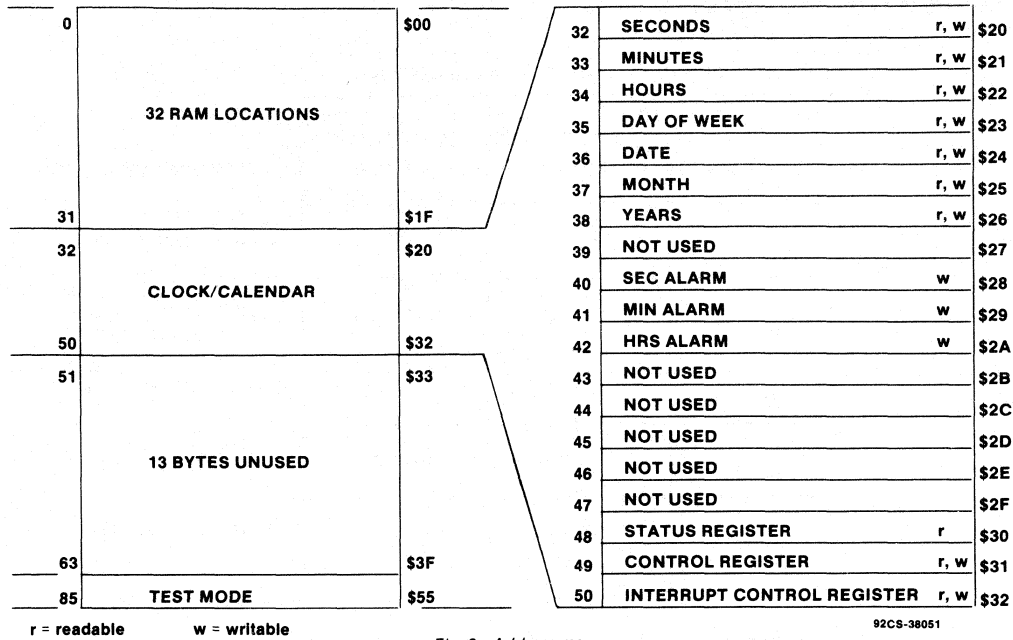 0 $00
32 RAM LOCATIONS
31 $1F
32 $20
CLOCK/CALENDAR
50 $32
51 $33
13 BYTES UNUSED
63 $3F
85 TEST MODE $55
r = readable w = writable
32 SECONDS r, w $20
33 MINUTES r, w $21
34 HOURS r, w $22
35 DAY OF WEEK r, w $23
36 DATE r, w $24
37 MONTH r, w $25
38 YEARS r, w $26
39 NOT USED $27
40 SEC ALARM w $28
41 MIN ALARM w $29
42 HRS ALARM w $2A
43 NOT USED $2B
44 NOT USED $2C
45 NOT USED $2D
46 NOT USED $2E
47 NOT USED $2F
48 STATUS REGISTER r $30
49 CONTROL REGISTER r, w $31
50 INTERRUPT CONTROL REGISTER r, w $32
92CS-38051